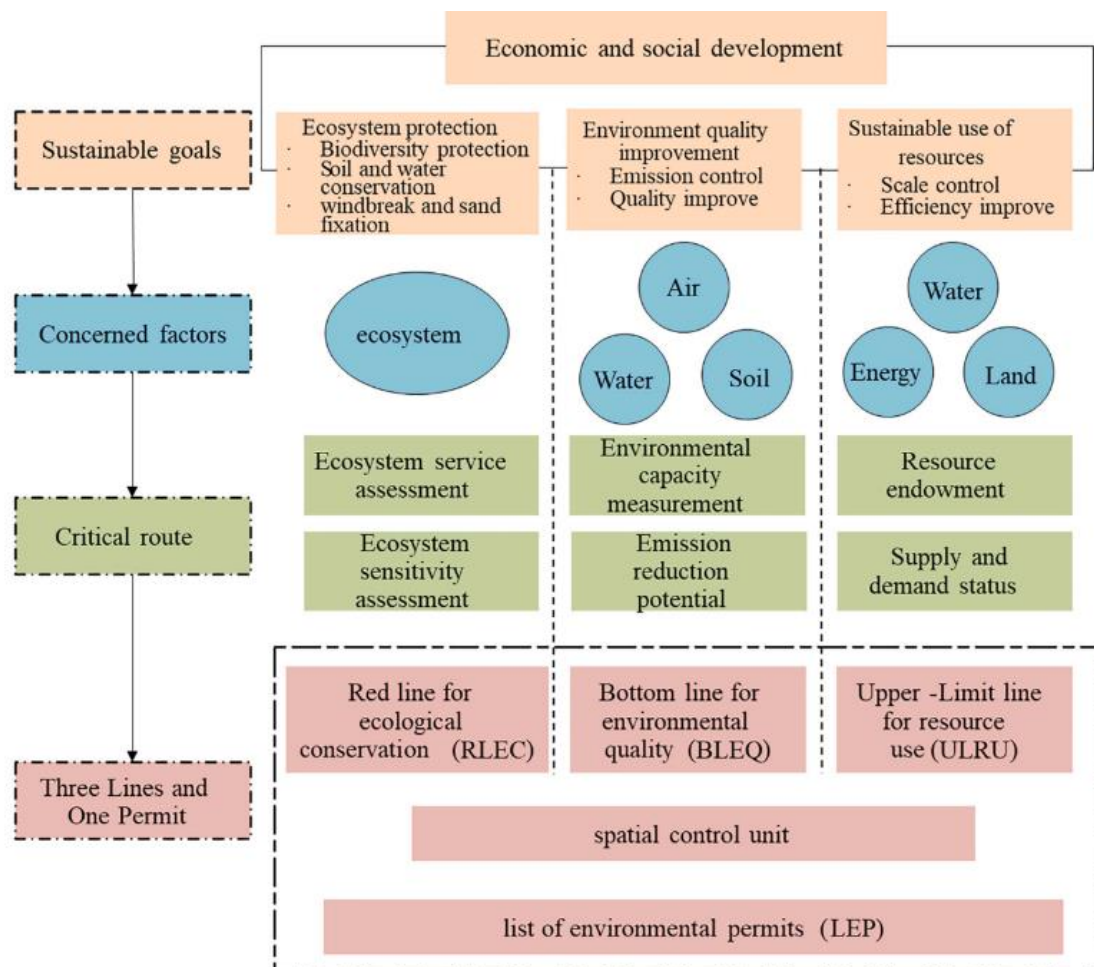 Economic and social development
Sustainable goals
Ecosystem protection
· Biodiversity protection
· Soil and water
conservation
· windbreak and sand
fixation
Environment quality
improvement
· Emission control
· Quality improve
Sustainable use of
resources
· Scale control
· Efficiency improve
Concerned factors
ecosystem
Air
Water
Soil
Water
Energy
Land
Critical route
Ecosystem service
assessment
Environmental
capacity
measurement
Resource
endowment
Ecosystem
sensitivity
assessment
Emission
reduction
potential
Supply and
demand status
Three Lines and
One Permit
Red line for
ecological
conservation (RLEC)
Bottom line for
environmental
quality (BLEQ)
Upper -Limit line
for resource
use (ULRU)
spatial control unit
list of environmental permits (LEP)